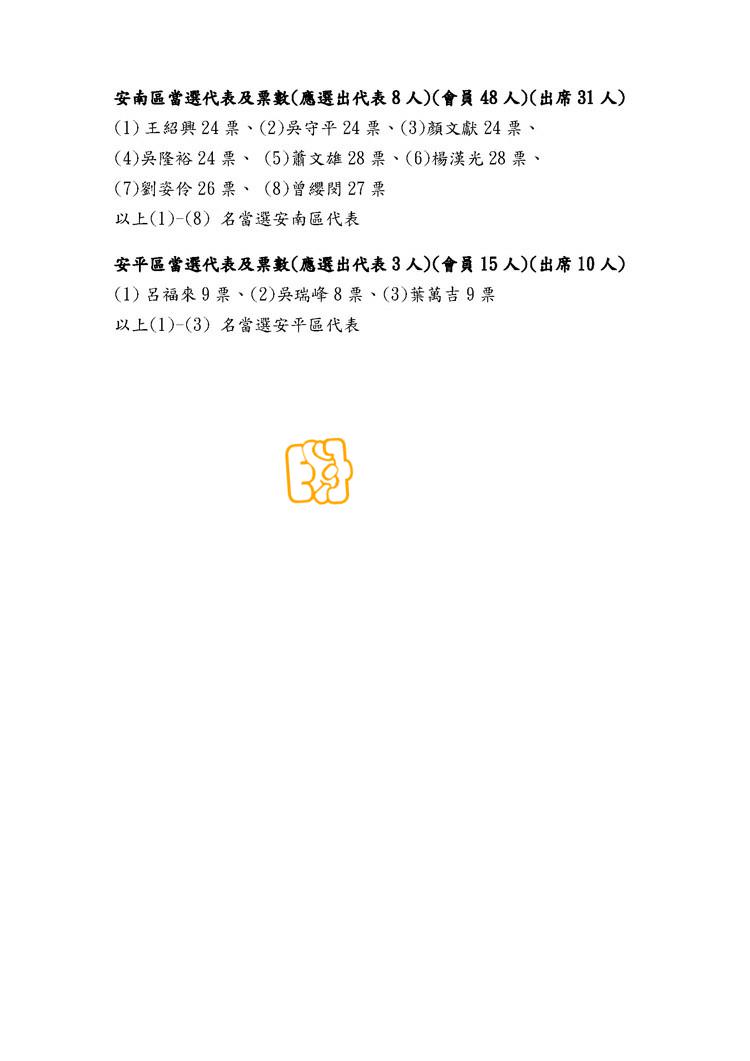 安南區當選代表及票數(應選出代表 8 人)(會員 48 人)(出席 31 人)
(1) 王紹興 24 票、(2)吳守平 24 票、(3)顏文獻 24 票、
(4)吳隆裕 24 票、 (5)蕭文雄 28 票、(6)楊漢光 28 票、
(7)劉姿伶 26 票、 (8)曾纓閔 27 票
以上(1)-(8) 名當選安南區代表
安平區當選代表及票數(應選出代表 3 人)(會員 15 人)(出席 10 人)
(1) 呂福來 9 票、(2)吳瑞峰 8 票、(3)葉萬吉 9 票
以上(1)-(3) 名當選安平區代表